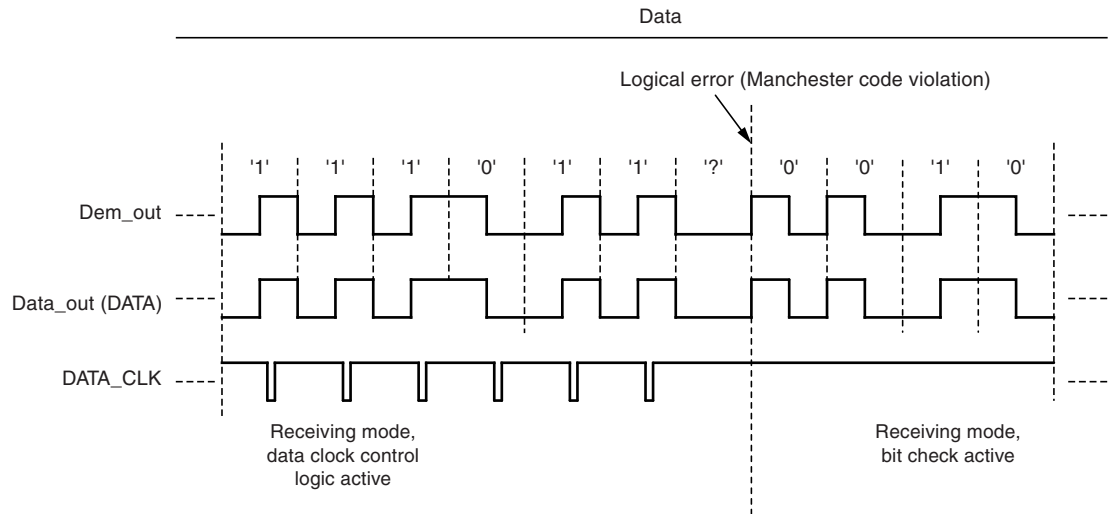 Data
Logical error (Manchester code violation)
'1' '1' '1' '0' '1' '1' '?' '0' '0' '1' '0'
Dem_out
Data_out (DATA)
DATA_CLK
Receiving mode,
data clock control
logic active
Receiving mode,
bit check active